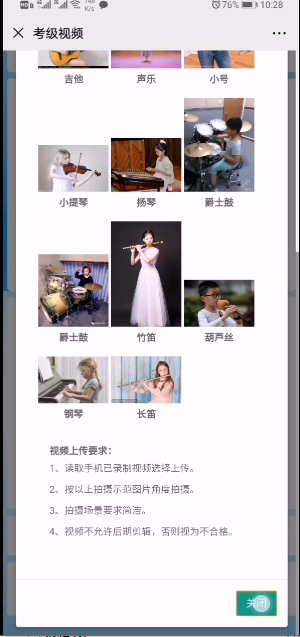 76% 10:28
考级视频
吉他 声乐 小号
小提琴 扬琴 爵士鼓
爵士鼓 竹笛 葫芦丝
钢琴 长笛
视频上传要求:
1、读取手机已录制视频选择上传。
2、按以上拍摄示范图片角度拍摄。
3、拍摄场景要求简洁。
4、视频不允许后期剪辑，否则视为不合格。
关闭